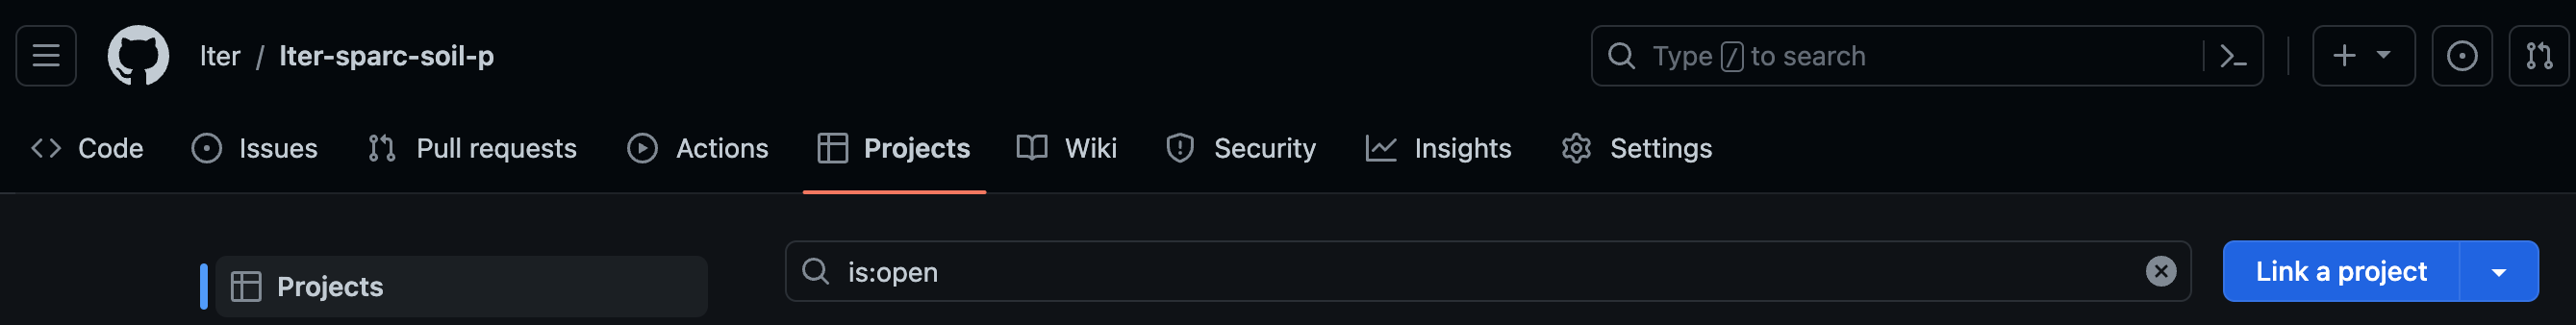 lter / lter-sparc-soil-p
Type / to search
Code Issues Pull requests Actions Projects Wiki Security Insights Settings
Projects
is:open
Link a project